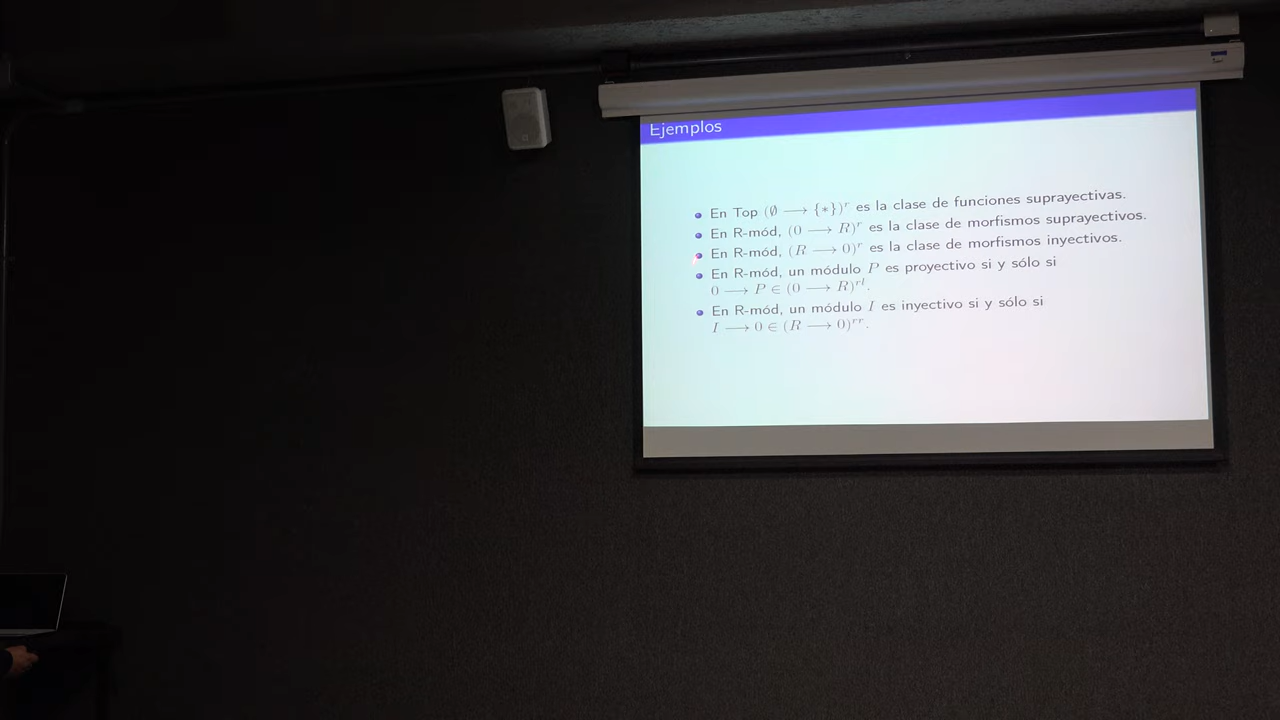 Ejemplos
En Top (∅ ⟶ {∗})ʳ es la clase de funciones suprayectivas.
En R-mód, (0 ⟶ R)ʳ es la clase de morfismos suprayectivos.
En R-mód, (R ⟶ 0)ʳ es la clase de morfismos inyectivos.
En R-mód, un módulo P es proyectivo si y sólo si
0 ⟶ P ∈ (0 ⟶ R)ʳˡ.
En R-mód, un módulo I es inyectivo si y sólo si
I ⟶ 0 ∈ (R ⟶ 0)ʳʳ.